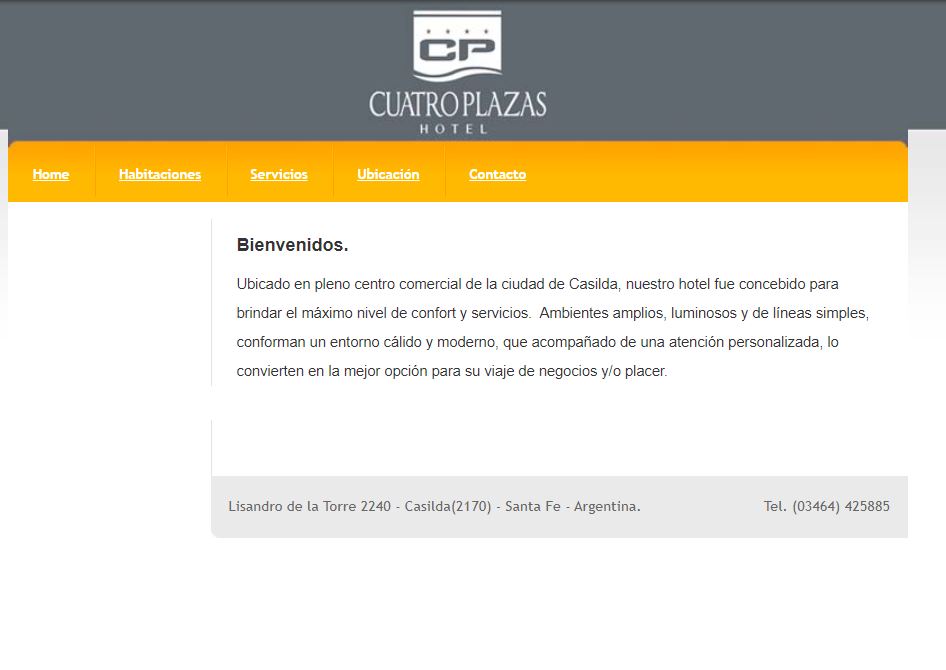 CP
CUATRO PLAZAS
HOTEL
Home Habitaciones Servicios Ubicación Contacto
Bienvenidos.
Ubicado en pleno centro comercial de la ciudad de Casilda, nuestro hotel fue concebido para
brindar el máximo nivel de confort y servicios. Ambientes amplios, luminosos y de líneas simples,
conforman un entorno cálido y moderno, que acompañado de una atención personalizada, lo
convierten en la mejor opción para su viaje de negocios y/o placer.
Lisandro de la Torre 2240 - Casilda(2170) - Santa Fe - Argentina. Tel. (03464) 425885